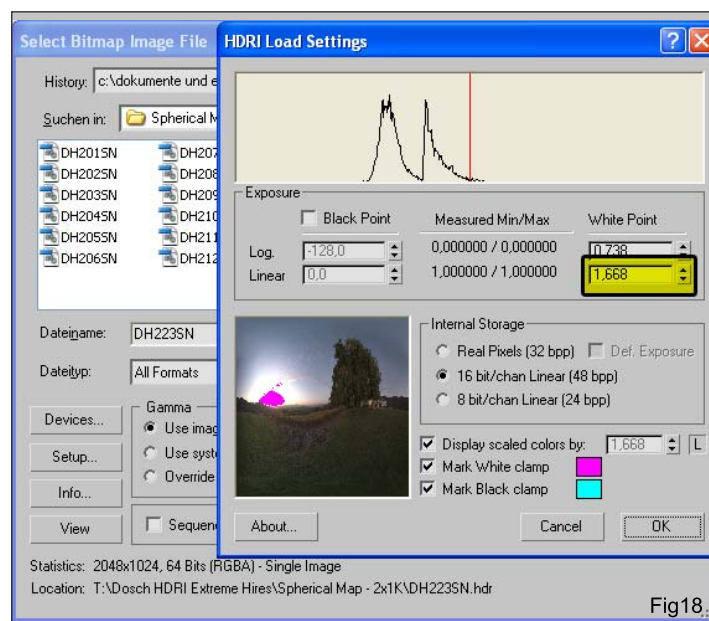 Select Bitmap Image File
History: c:\dokumente und e
Suchen in: Spherical M
DH201SN DH207
DH202SN DH208
DH203SN DH209
DH204SN DH210
DH205SN DH211
DH206SN DH212
Dateiname: DH223SN
Dateityp: All Formats
Devices...
Setup...
Info...
View
Gamma
Use imag
Use syste
Override
Sequen
Statistics: 2048x1024, 64 Bits (RGBA) - Single Image
Location: T:\Dosch HDRI Extreme Hires\Spherical Map - 2x1K\DH223SN.hdr
HDRI Load Settings
Exposure
Black Point Measured Min/Max White Point
Log. -128,0 0,000000 / 0,000000 0,738
Linear 0,0 1,000000 / 1,000000 1,668
Internal Storage
Real Pixels (32 bpp) Def. Exposure
16 bit/chan Linear (48 bpp)
8 bit/chan Linear (24 bpp)
Display scaled colors by: 1,668 L
Mark White clamp
Mark Black clamp
About... Cancel OK
Fig18